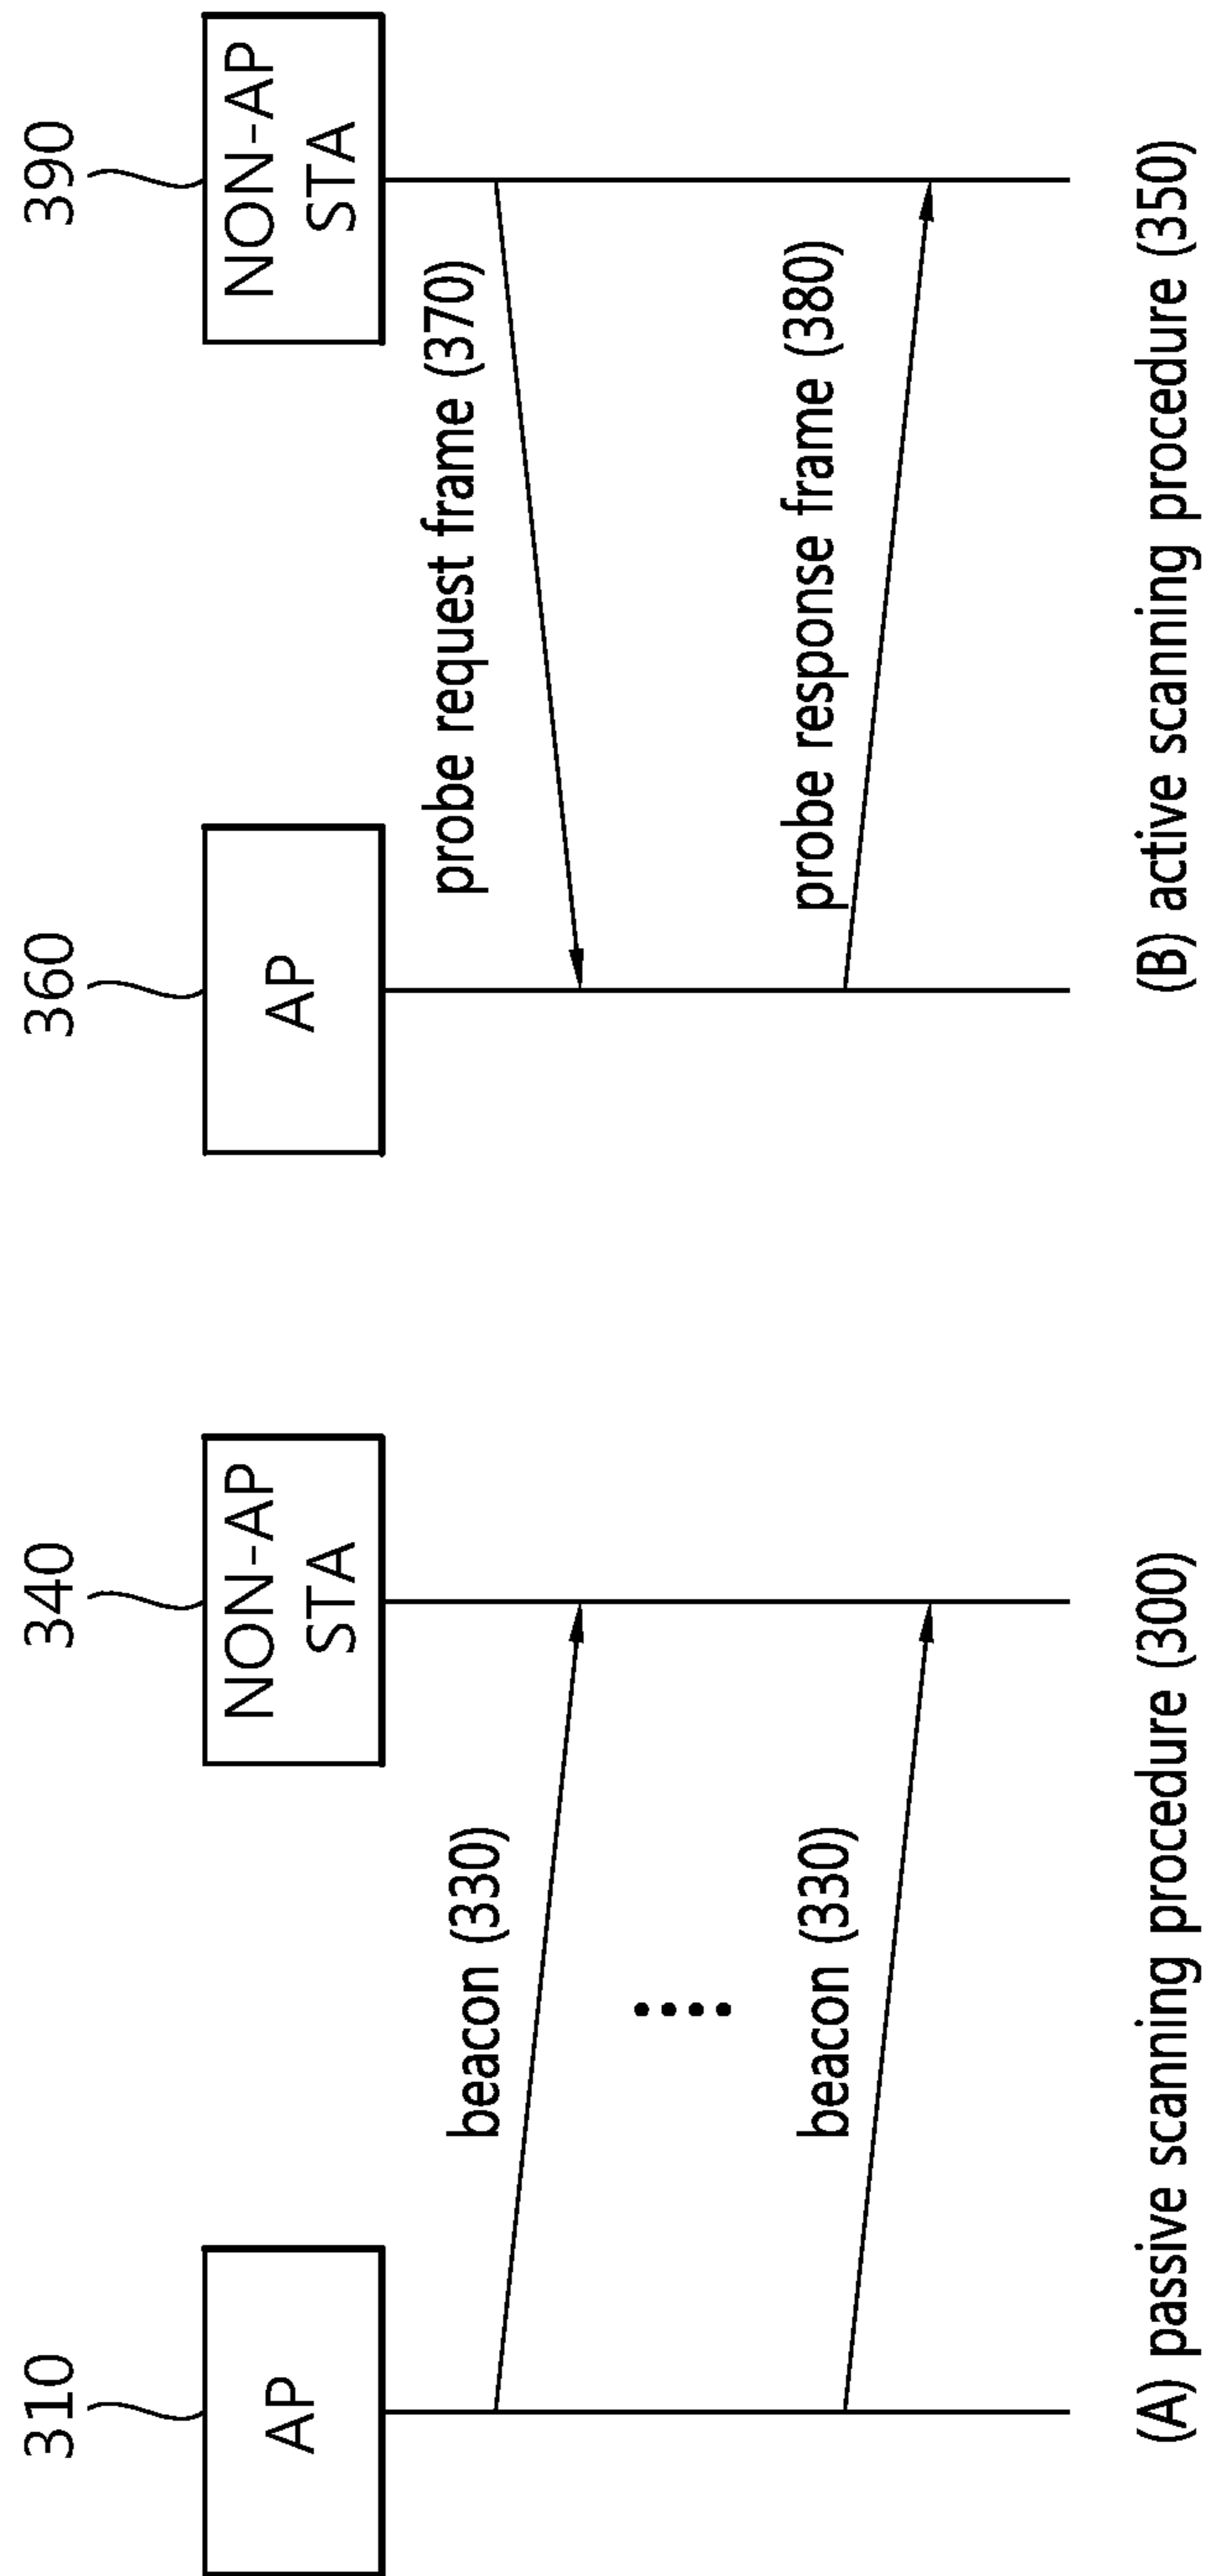 310
AP
340
NON-AP
STA
beacon (330)
beacon (330)
(A) passive scanning procedure (300)
360
AP
390
NON-AP
STA
probe request frame (370)
probe response frame (380)
(B) active scanning procedure (350)